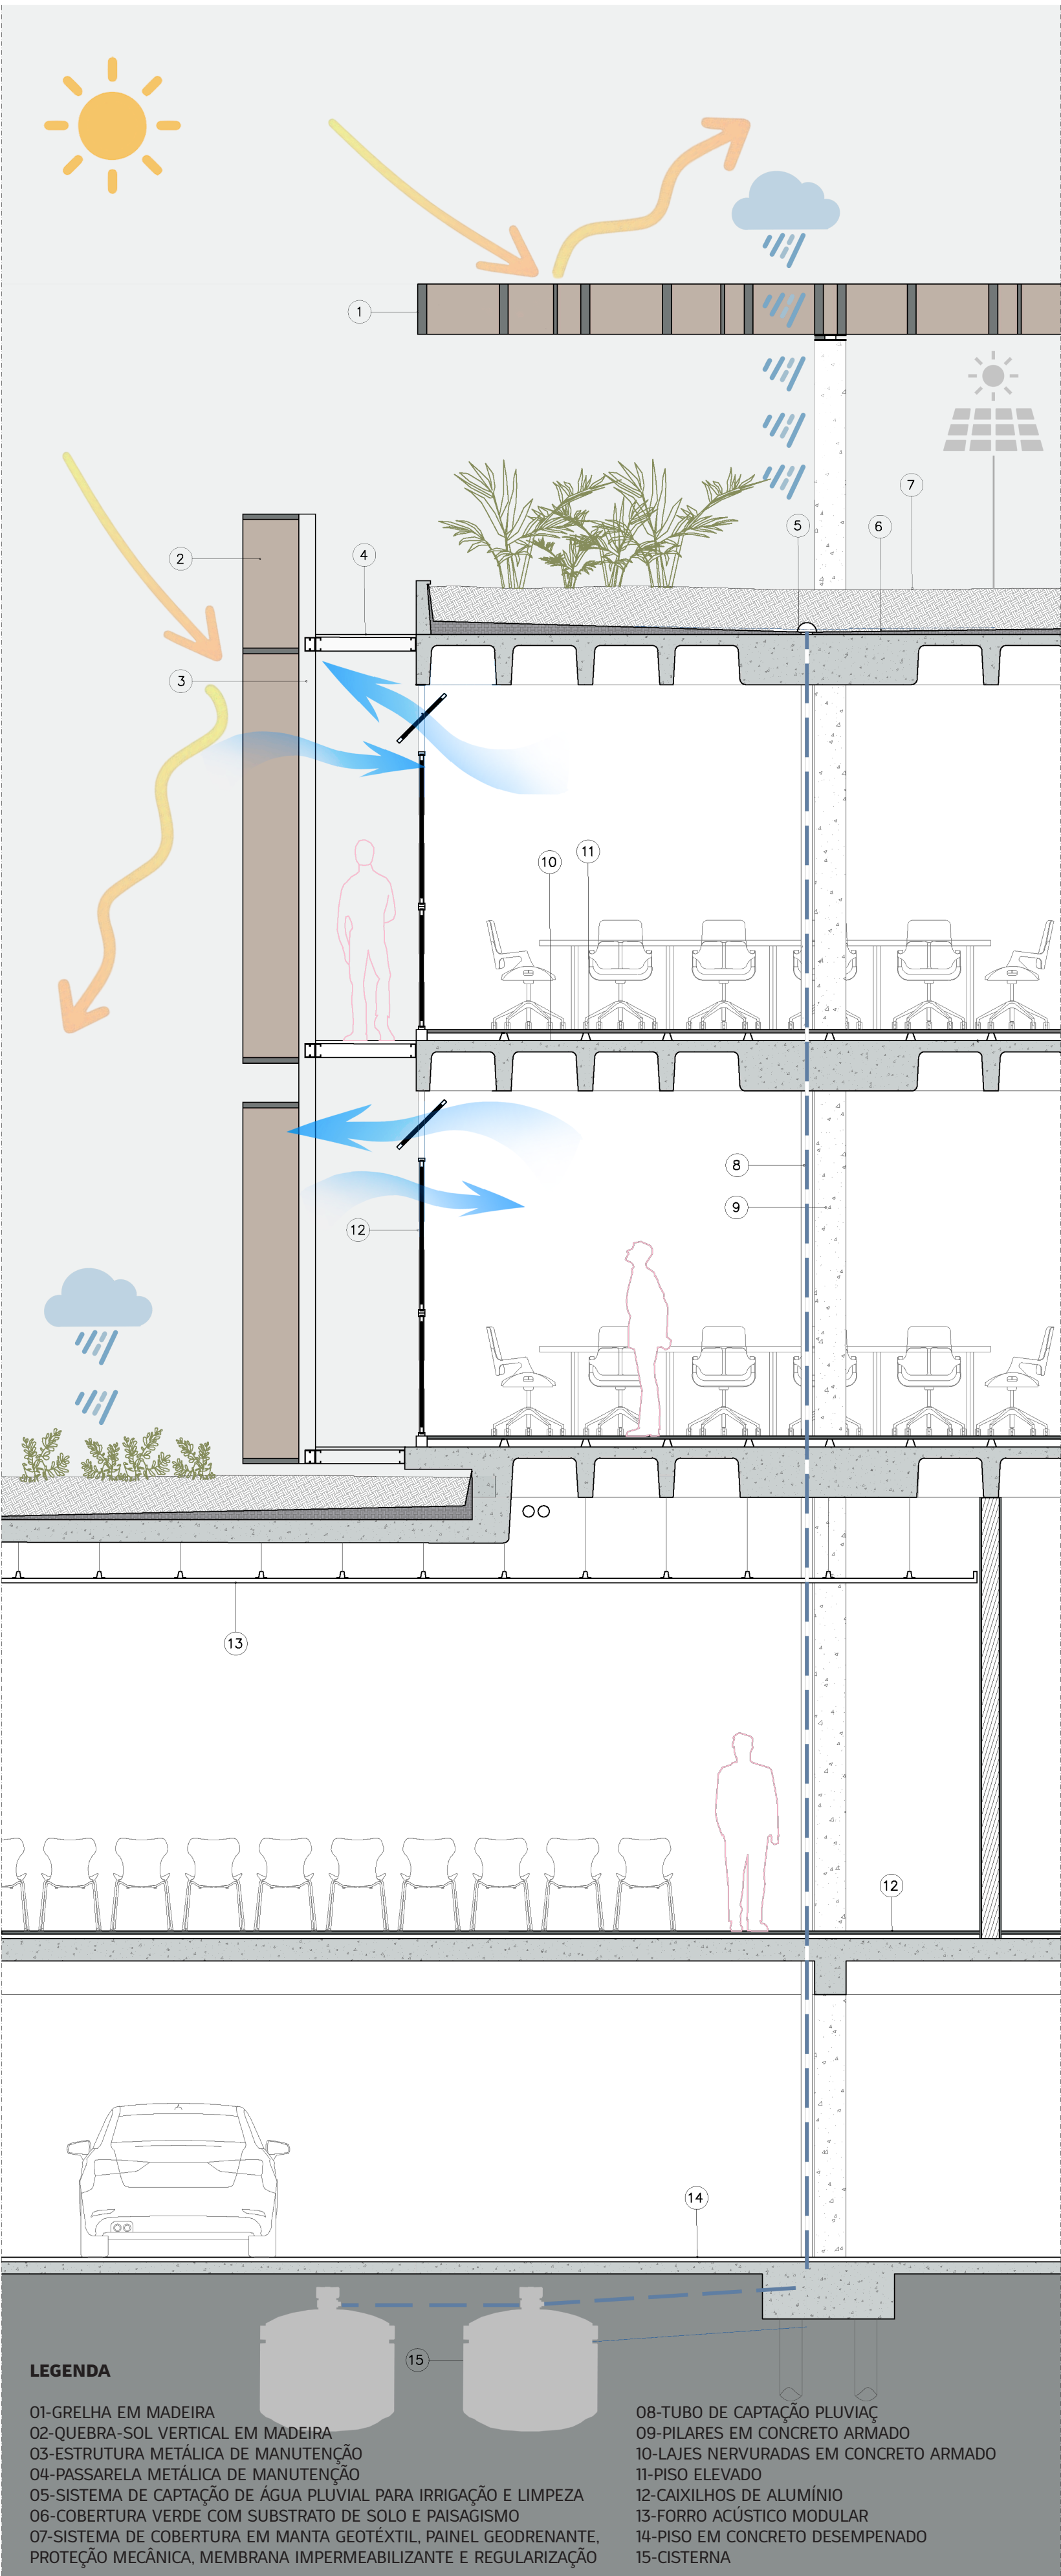 1
2
7
5
6
4
3
11
10
8
9
12
13
12
14
15
LEGENDA
01-GRELHA EM MADEIRA
02-QUEBRA-SOL VERTICAL EM MADEIRA
03-ESTRUTURA METÁLICA DE MANUTENÇÃO
04-PASSARELA METÁLICA DE MANUTENÇÃO
05-SISTEMA DE CAPTAÇÃO DE ÁGUA PLUVIAL PARA IRRIGAÇÃO E LIMPEZA
06-COBERTURA VERDE COM SUBSTRATO DE SOLO E PAISAGISMO
07-SISTEMA DE COBERTURA EM MANTA GEOTÉXTIL, PAINEL GEODRENANTE,
PROTEÇÃO MECÂNICA, MEMBRANA IMPERMEABILIZANTE E REGULARIZAÇÃO
08-TUBO DE CAPTAÇÃO PLUVIAÇ
09-PILARES EM CONCRETO ARMADO
10-LAJES NERVURADAS EM CONCRETO ARMADO
11-PISO ELEVADO
12-CAIXILHOS DE ALUMÍNIO
13-FORRO ACÚSTICO MODULAR
14-PISO EM CONCRETO DESEMPENADO
15-CISTERNA